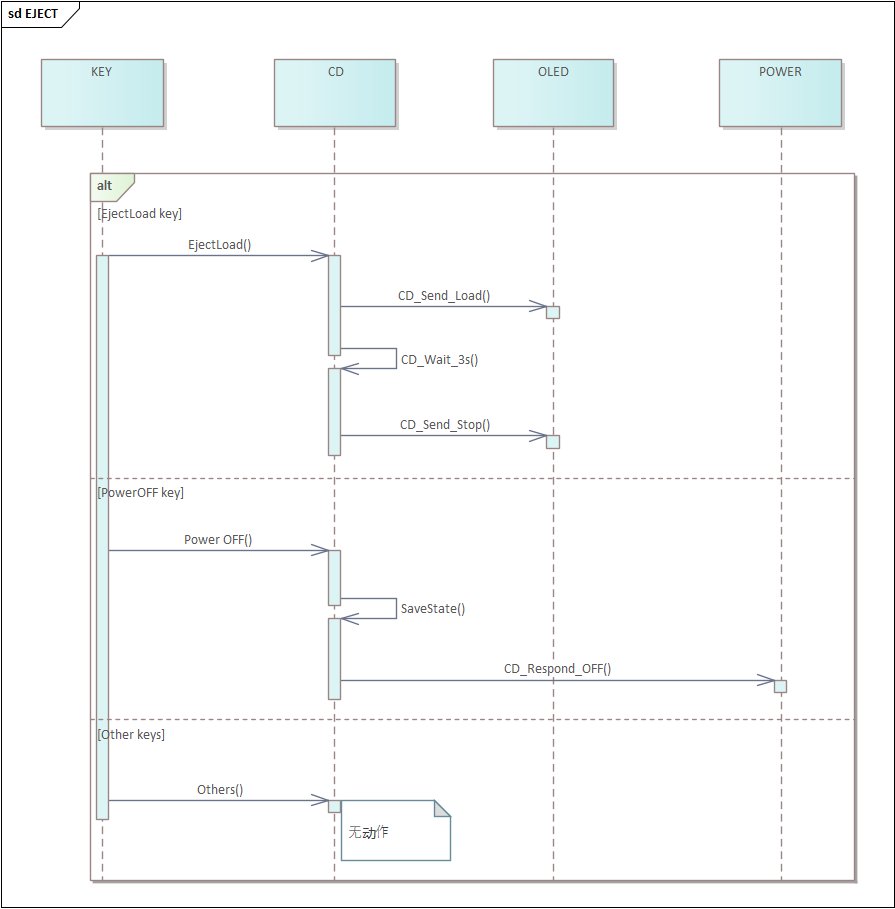 sd EJECT
KEY
CD
OLED
POWER
alt
[EjectLoad key]
EjectLoad()
CD_Send_Load()
CD_Wait_3s()
CD_Send_Stop()
[PowerOFF key]
Power OFF()
SaveState()
CD_Respond_OFF()
[Other keys]
Others()
无动作